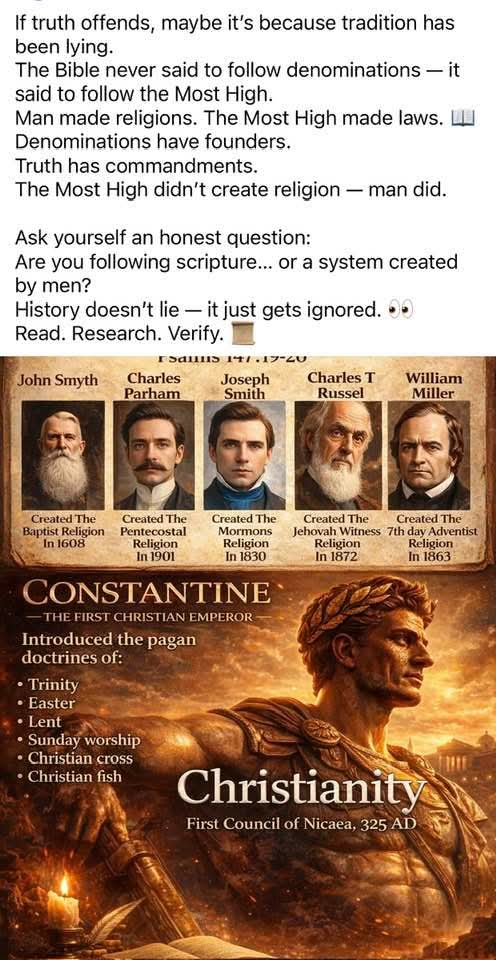 If truth offends, maybe it's because tradition has
been lying.
The Bible never said to follow denominations — it
said to follow the Most High.
Man made religions. The Most High made laws. 📖
Denominations have founders.
Truth has commandments.
The Most High didn't create religion — man did.
Ask yourself an honest question:
Are you following scripture... or a system created
by men?
History doesn't lie — it just gets ignored. 👀
Read. Research. Verify. 📜
Psalms 147:19-20
John Smyth
Charles
Parham
Joseph
Smith
Charles T
Russel
William
Miller
Created The
Baptist Religion
In 1608
Created The
Pentecostal
Religion
In 1901
Created The
Mormons
Religion
In 1830
Created The
Jehovah Witness
Religion
In 1872
Created The
7th day Adventist
Religion
In 1863
CONSTANTINE
— THE FIRST CHRISTIAN EMPEROR —
Introduced the pagan
doctrines of:
• Trinity
• Easter
• Lent
• Sunday worship
• Christian cross
• Christian fish
Christianity
First Council of Nicaea, 325 AD